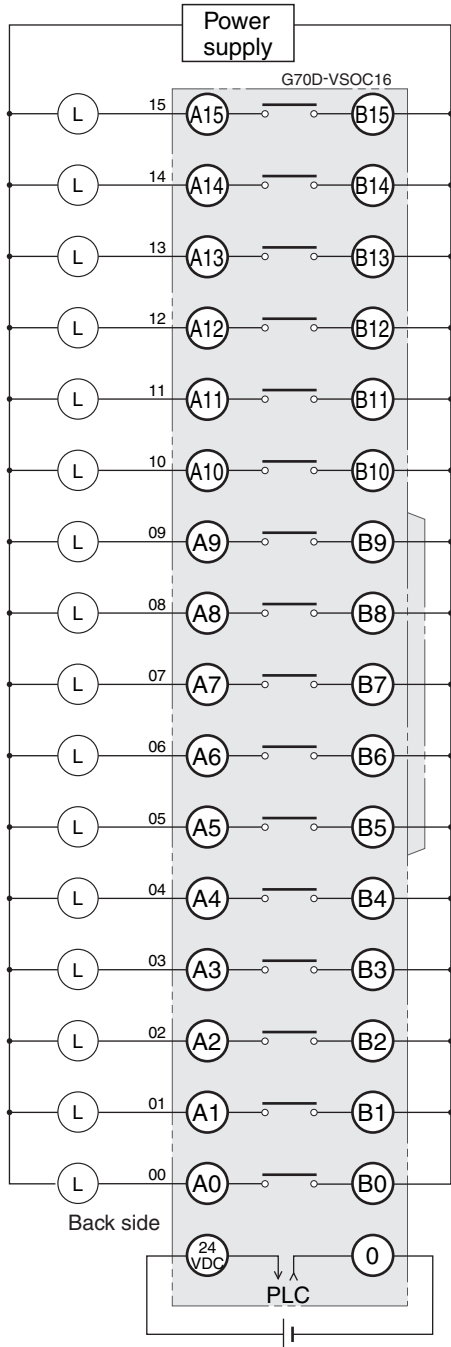 Power
supply
G70D-VSOC16
L 15 A15 B15
L 14 A14 B14
L 13 A13 B13
L 12 A12 B12
L 11 A11 B11
L 10 A10 B10
L 09 A9 B9
L 08 A8 B8
L 07 A7 B7
L 06 A6 B6
L 05 A5 B5
L 04 A4 B4
L 03 A3 B3
L 02 A2 B2
L 01 A1 B1
L 00 A0 B0
Back side
24
VDC 0
PLC